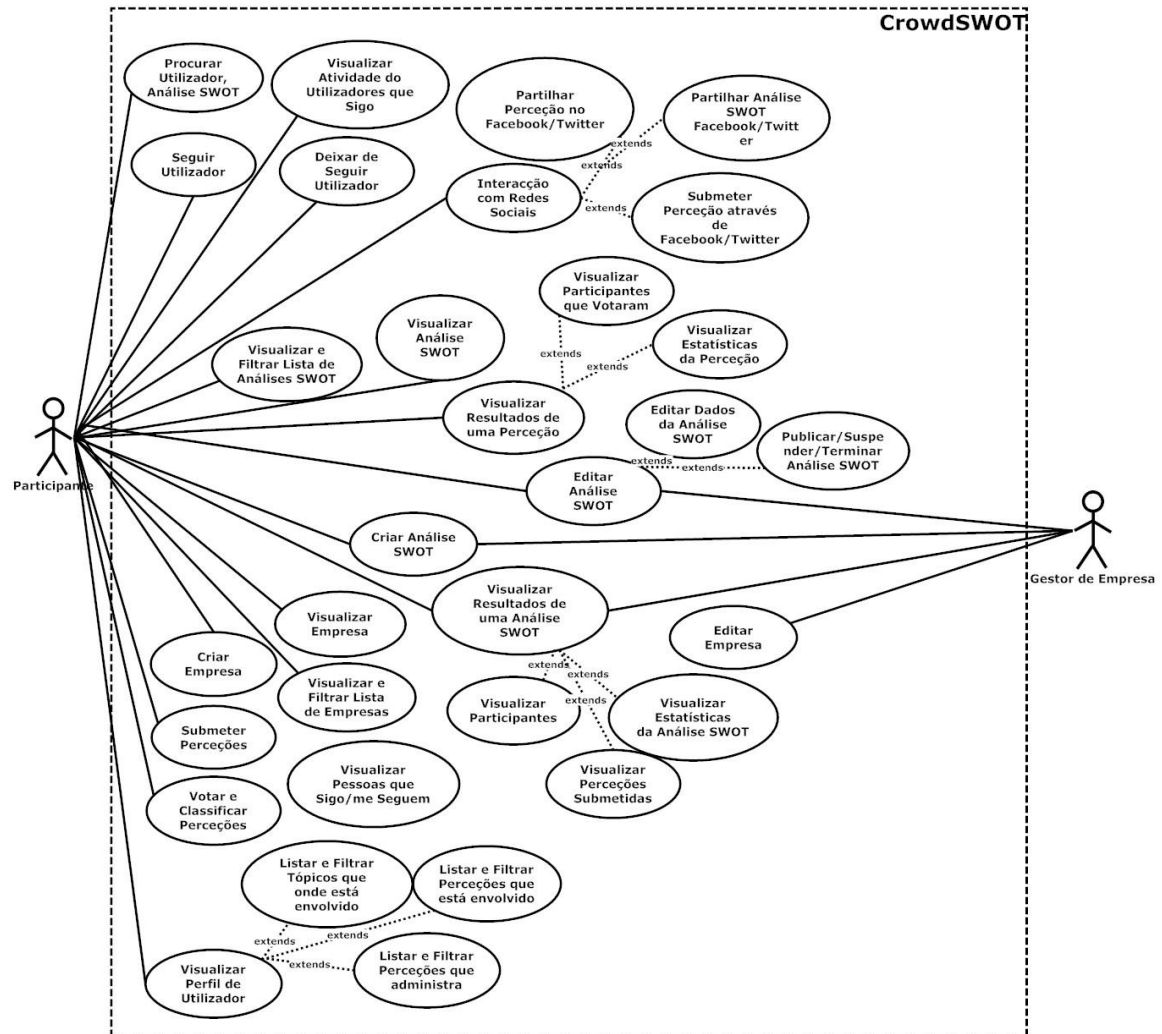 CrowdSWOT
Procurar
Utilizador,
Análise SWOT
Visualizar
Atividade do
Utilizadores que
Sigo
Partilhar
Perceção no
Facebook/Twitter
Partilhar Análise
SWOT
Facebook/Twitt
er
Seguir
Utilizador
Deixar de
Seguir
Utilizador
extends
extends
Interacção
com Redes
Sociais
extends
Submeter
Perceção através
de
Facebook/Twitter
Visualizar
Participantes
que Votaram
Visualizar
Análise
SWOT
Visualizar
Estatísticas
da Perceção
extends
extends
Visualizar e
Filtrar Lista de
Análises SWOT
Visualizar
Resultados de
uma Perceção
Editar Dados
da Análise
SWOT
Publicar/Suspe
nder/Terminar
Análise SWOT
extends
extends
Editar
Análise
SWOT
Participante
Criar Análise
SWOT
Gestor de Empresa
Visualizar
Resultados de
uma Análise
SWOT
Visualizar
Empresa
Editar
Empresa
Criar
Empresa
extends
extends
extends
Visualizar e
Filtrar Lista
de Empresas
Visualizar
Participantes
Visualizar
Estatísticas
da Análise SWOT
Submeter
Perceções
Visualizar
Pessoas que
Sigo/me Seguem
Visualizar
Perceções
Submetidas
Votar e
Classificar
Perceções
Listar e Filtrar
Tópicos que
onde está
envolvido
Listar e Filtrar
Perceções que
está envolvido
extends
extends
extends
Listar e Filtrar
Perceções que
administra
Visualizar
Perfil de
Utilizador